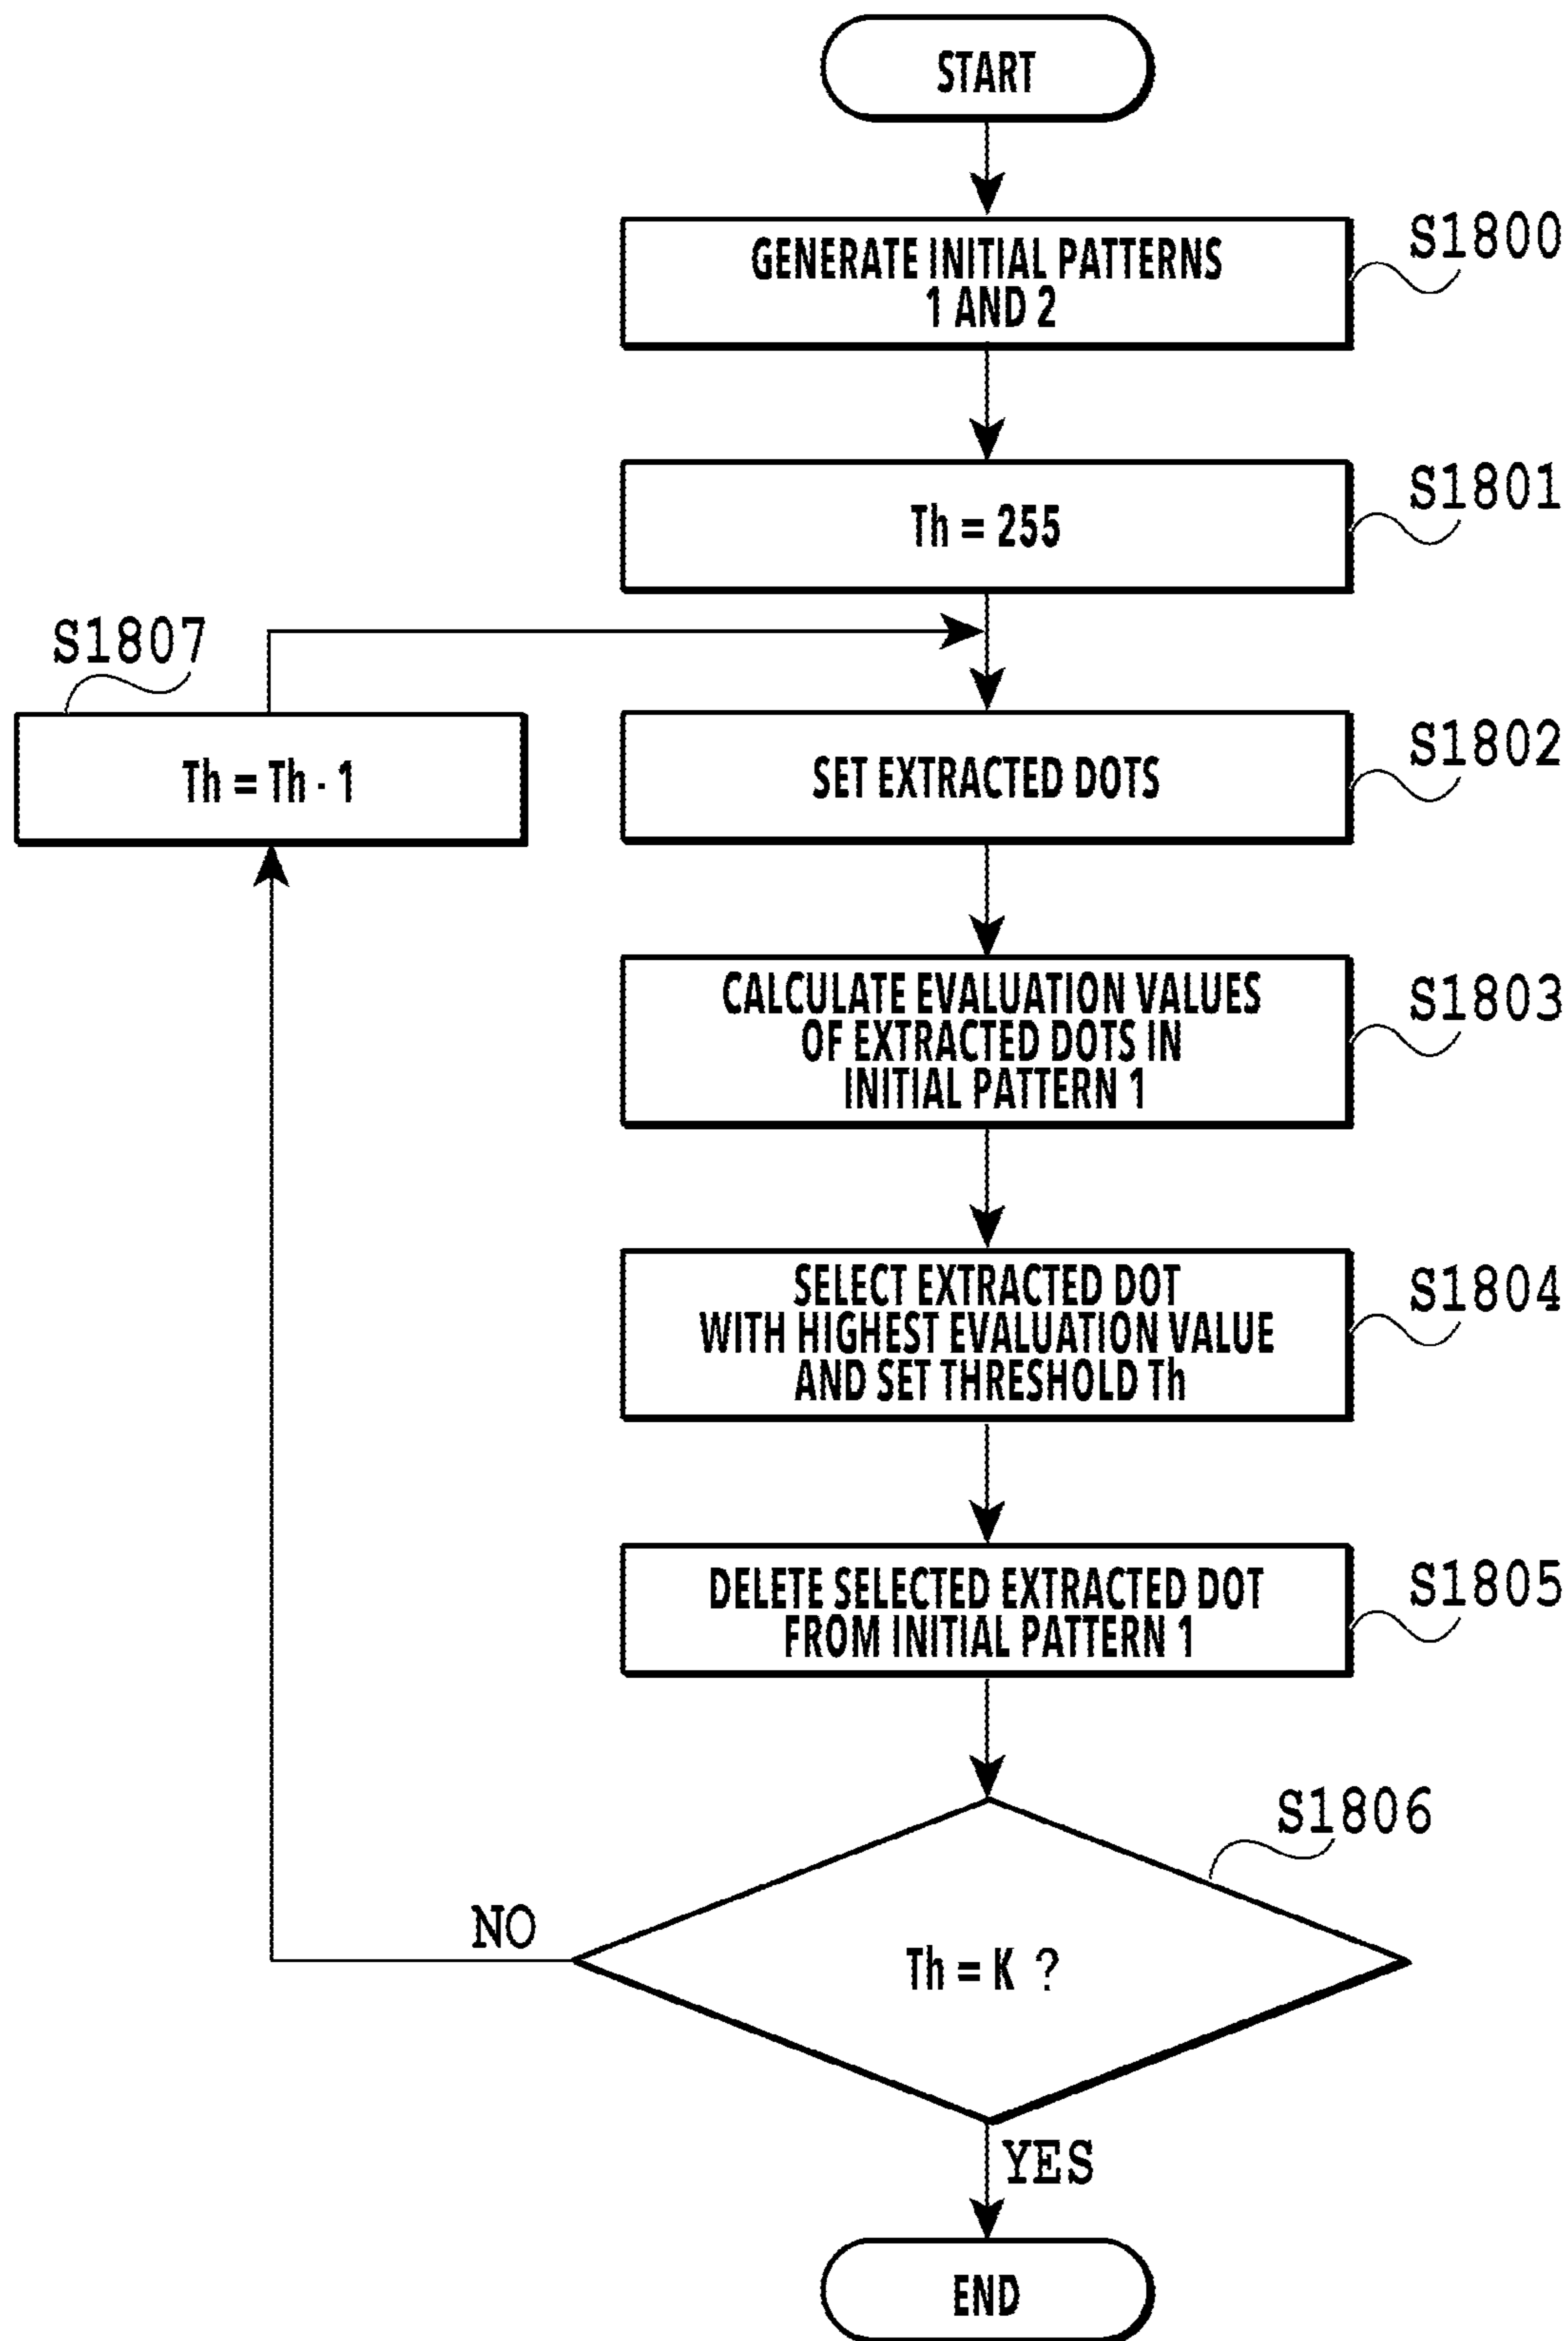 START
GENERATE INITIAL PATTERNS
1 AND 2
S1800
Th = 255
S1801
S1807
Th = Th - 1
SET EXTRACTED DOTS
S1802
CALCULATE EVALUATION VALUES
OF EXTRACTED DOTS IN
INITIAL PATTERN 1
S1803
SELECT EXTRACTED DOT
WITH HIGHEST EVALUATION VALUE
AND SET THRESHOLD Th
S1804
DELETE SELECTED EXTRACTED DOT
FROM INITIAL PATTERN 1
S1805
S1806
NO
Th = K ?
YES
END